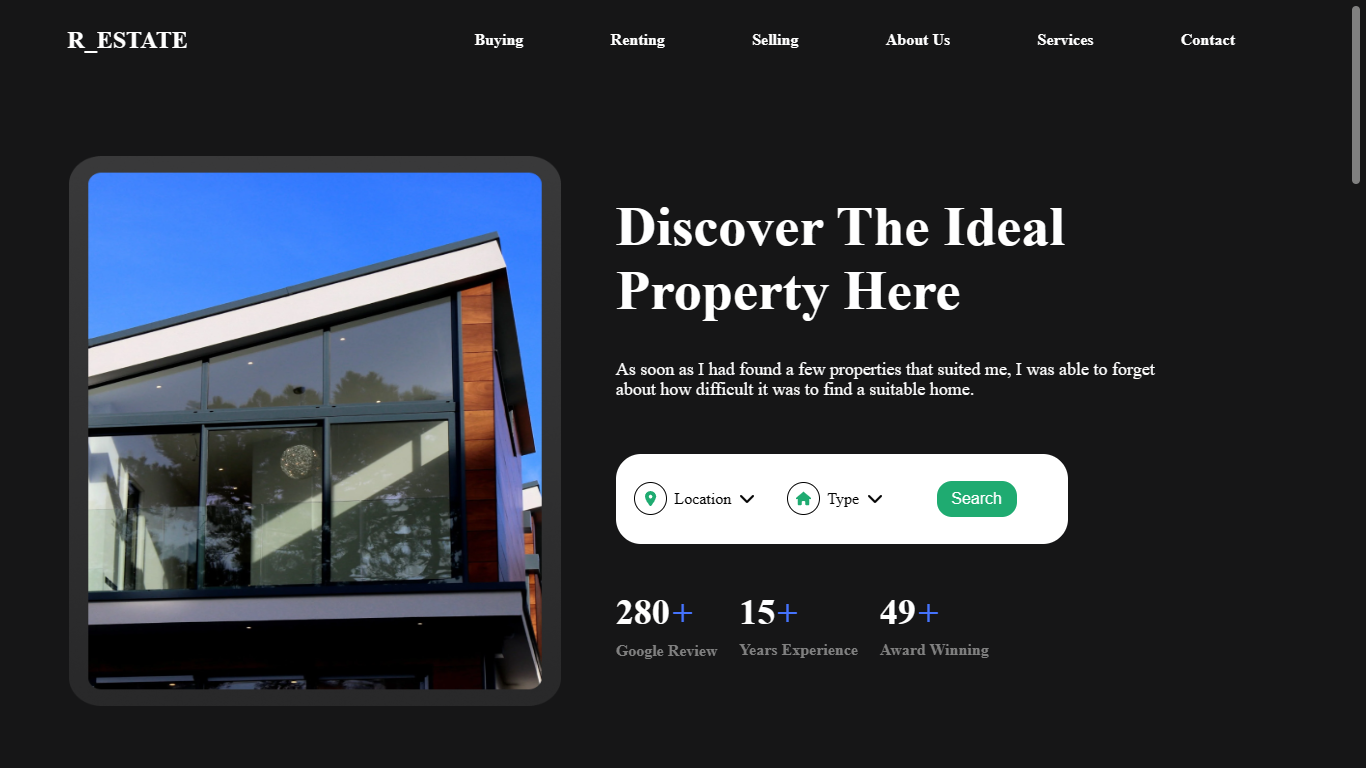 R_ESTATE
Buying Renting Selling About Us Services Contact
Discover The Ideal
Property Here
As soon as I had found a few properties that suited me, I was able to forget
about how difficult it was to find a suitable home.
Location Type Search
280+ 15+ 49+
Google Review Years Experience Award Winning